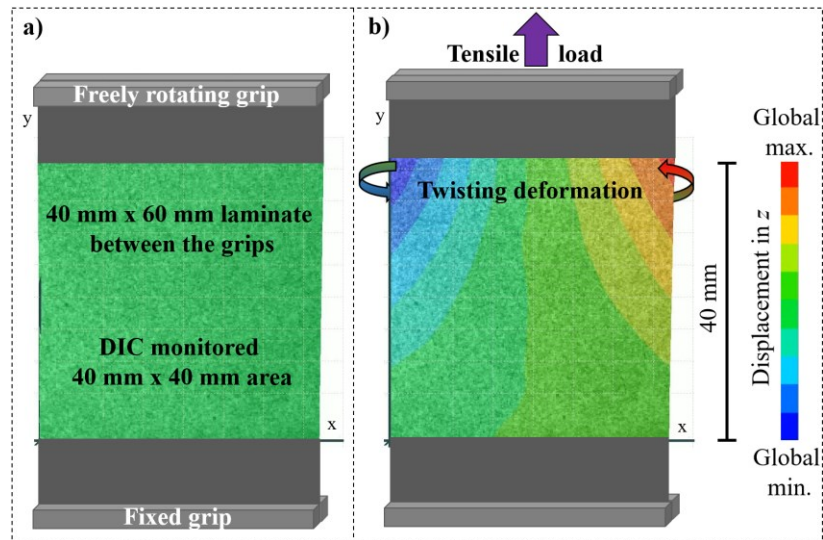 a)
Freely rotating grip
y
40 mm x 60 mm laminate
between the grips
DIC monitored
40 mm x 40 mm area
x
Fixed grip
b)
Tensile load
y
Twisting deformation
x
40 mm
Global
max.
Displacement in z
Global
min.